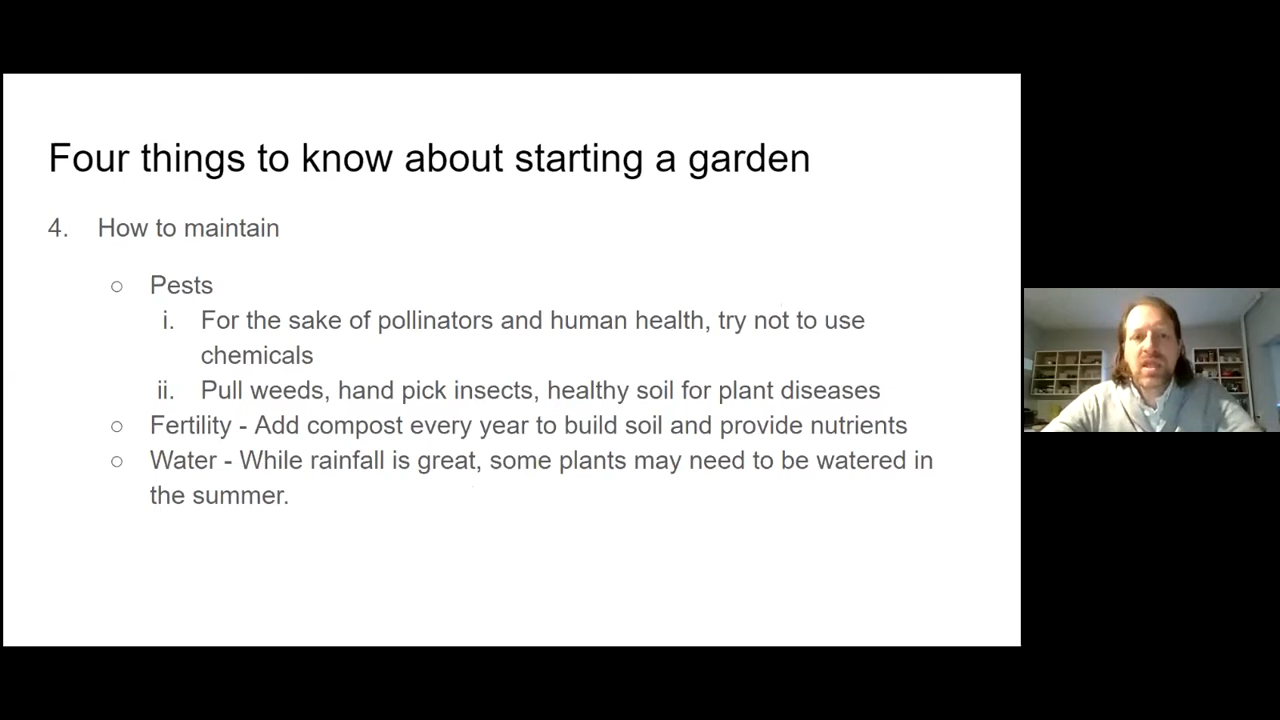 Four things to know about starting a garden
4. How to maintain
○ Pests
i. For the sake of pollinators and human health, try not to use
chemicals
ii. Pull weeds, hand pick insects, healthy soil for plant diseases
○ Fertility - Add compost every year to build soil and provide nutrients
○ Water - While rainfall is great, some plants may need to be watered in
the summer.